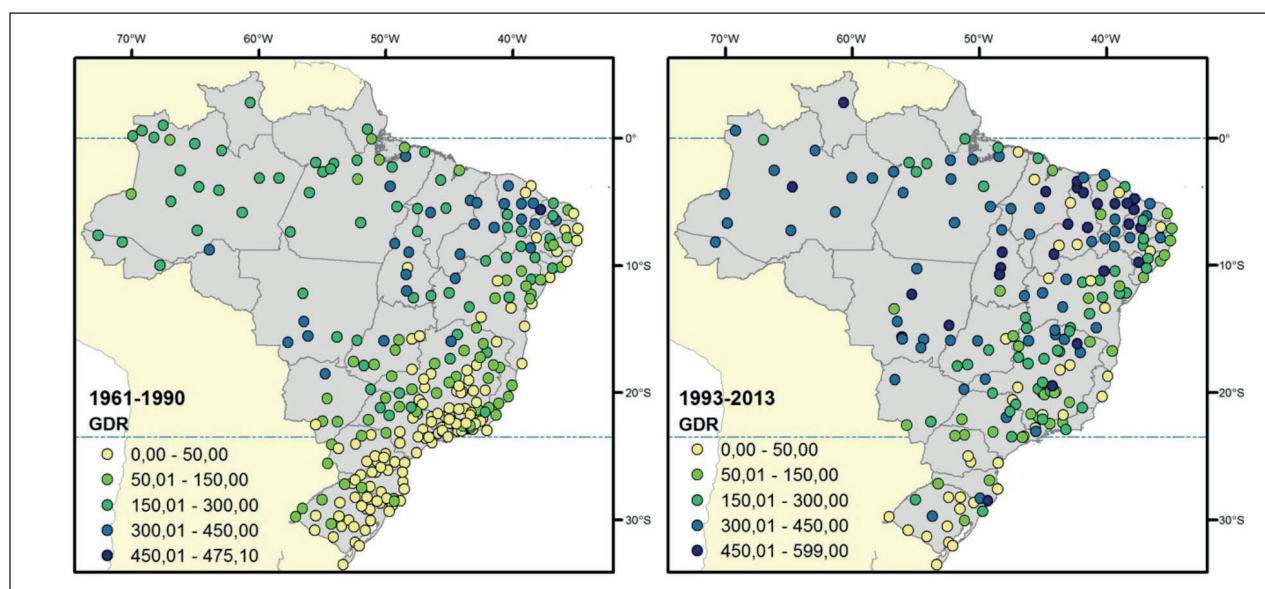 70°W 60°W 50°W 40°W
0°
10°S
20°S
30°S
1961-1990
GDR
0,00 - 50,00
50,01 - 150,00
150,01 - 300,00
300,01 - 450,00
450,01 - 475,10
70°W 60°W 50°W 40°W
0°
10°S
20°S
30°S
1993-2013
GDR
0,00 - 50,00
50,01 - 150,00
150,01 - 300,00
300,01 - 450,00
450,01 - 599,00